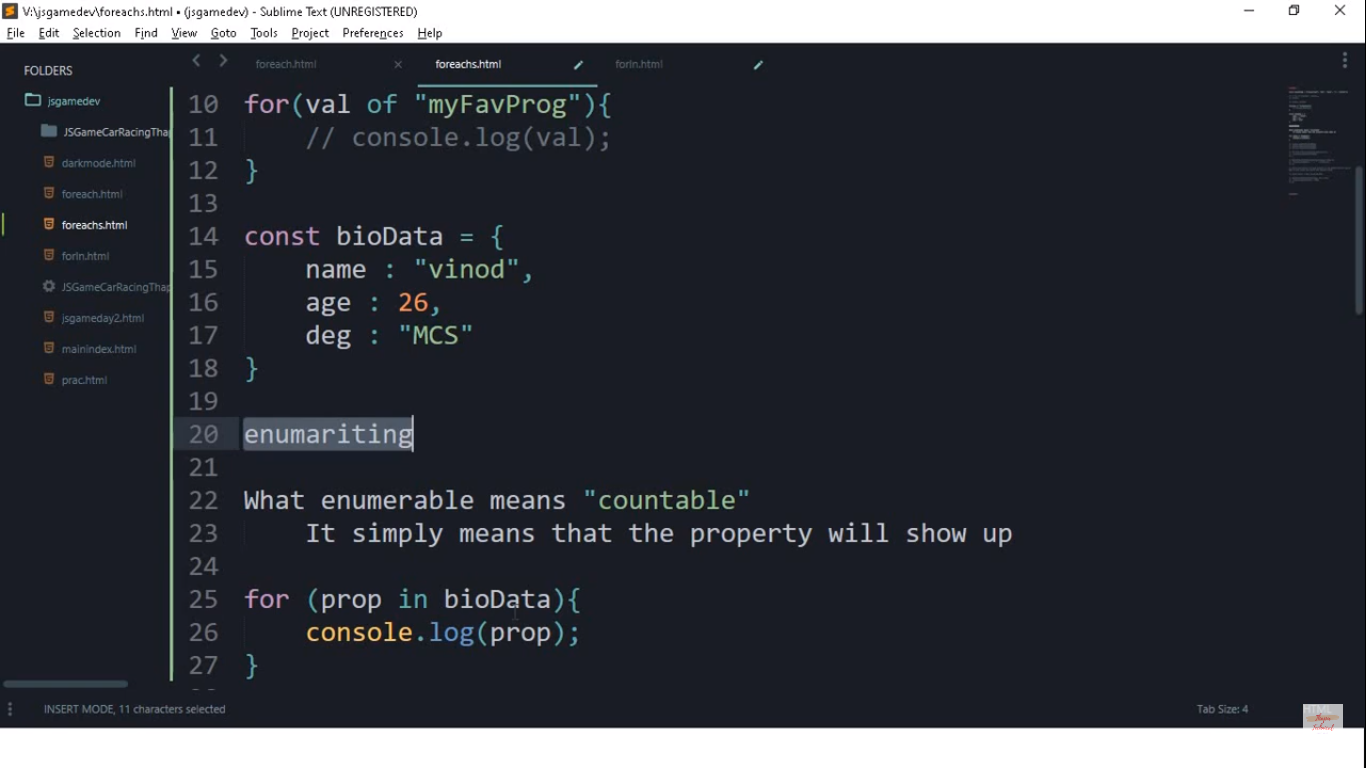 V:\jsgamedev\foreachs.html • (jsgamedev) - Sublime Text (UNREGISTERED)
File Edit Selection Find View Goto Tools Project Preferences Help
FOLDERS
jsgamedev
JSGameCarRacingThap
darkmode.html
foreach.html
foreachs.html
forIn.html
JSGameCarRacingThap
jsgameday2.html
mainindex.html
prac.html
foreach.html foreachs.html forIn.html
10 for(val of "myFavProg"){
11 // console.log(val);
12 }
13
14 const bioData = {
15 name : "vinod",
16 age : 26,
17 deg : "MCS"
18 }
19
20 enumariting
21
22 What enumerable means "countable"
23 It simply means that the property will show up
24
25 for (prop in bioData){
26 console.log(prop);
27 }
INSERT MODE, 11 characters selected Tab Size: 4 HTML